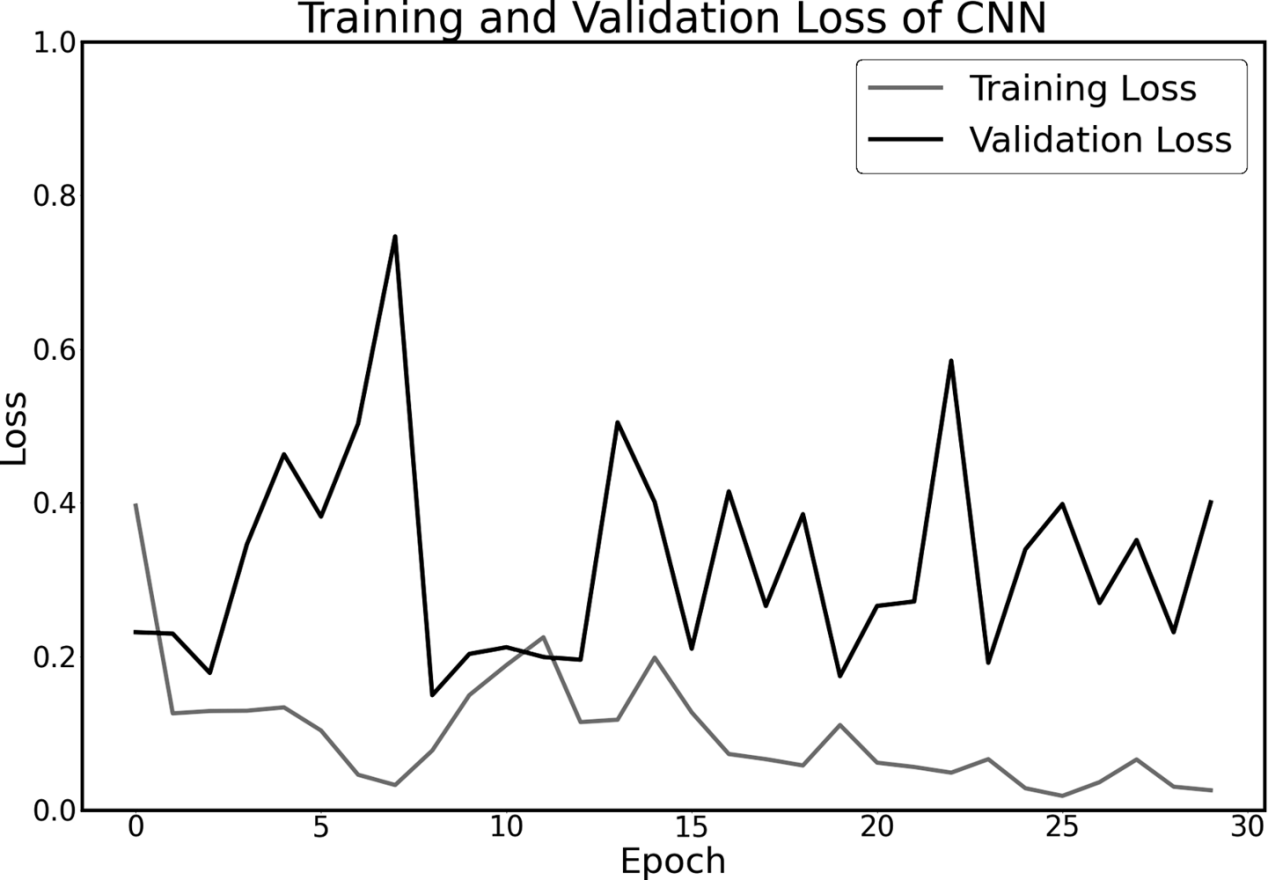 Training and Validation Loss of CNN
1.0
0.8
0.6
0.4
0.2
0.0
Loss
Training Loss
Validation Loss
0 5 10 15 20 25 30
Epoch